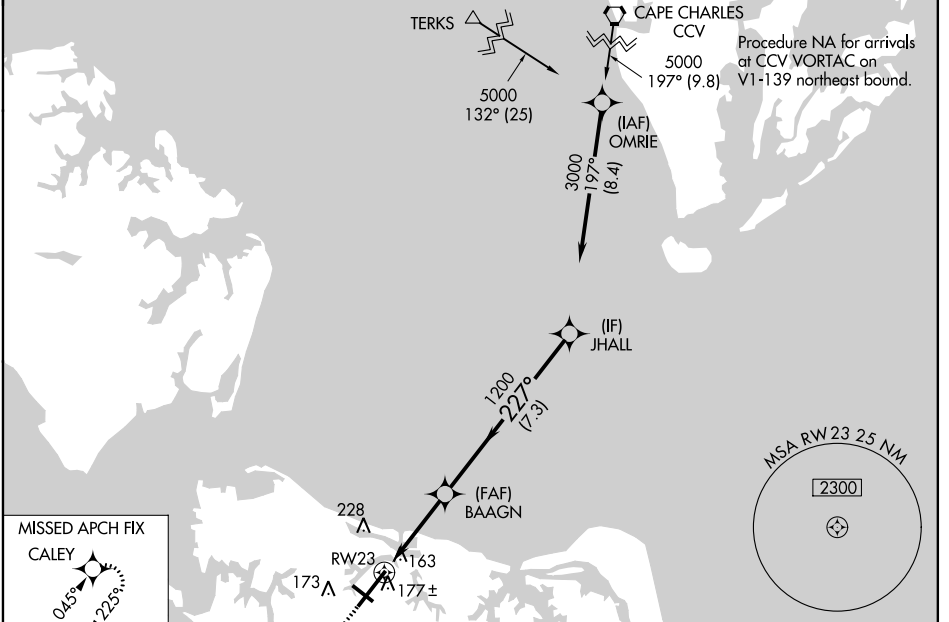 TERKS
CAPE CHARLES
CCV
Procedure NA for arrivals
at CCV VORTAC on
V1-139 northeast bound.
5000
197° (9.8)
5000
132° (25)
(IAF)
OMRIE
3000
197°
(8.4)
(IF)
JHALL
1200
227°
(7.3)
MSA RW23 25 NM
2300
(FAF)
BAAGN
228
RW23
163
173
177±
MISSED APCH FIX
CALEY
045°
225°